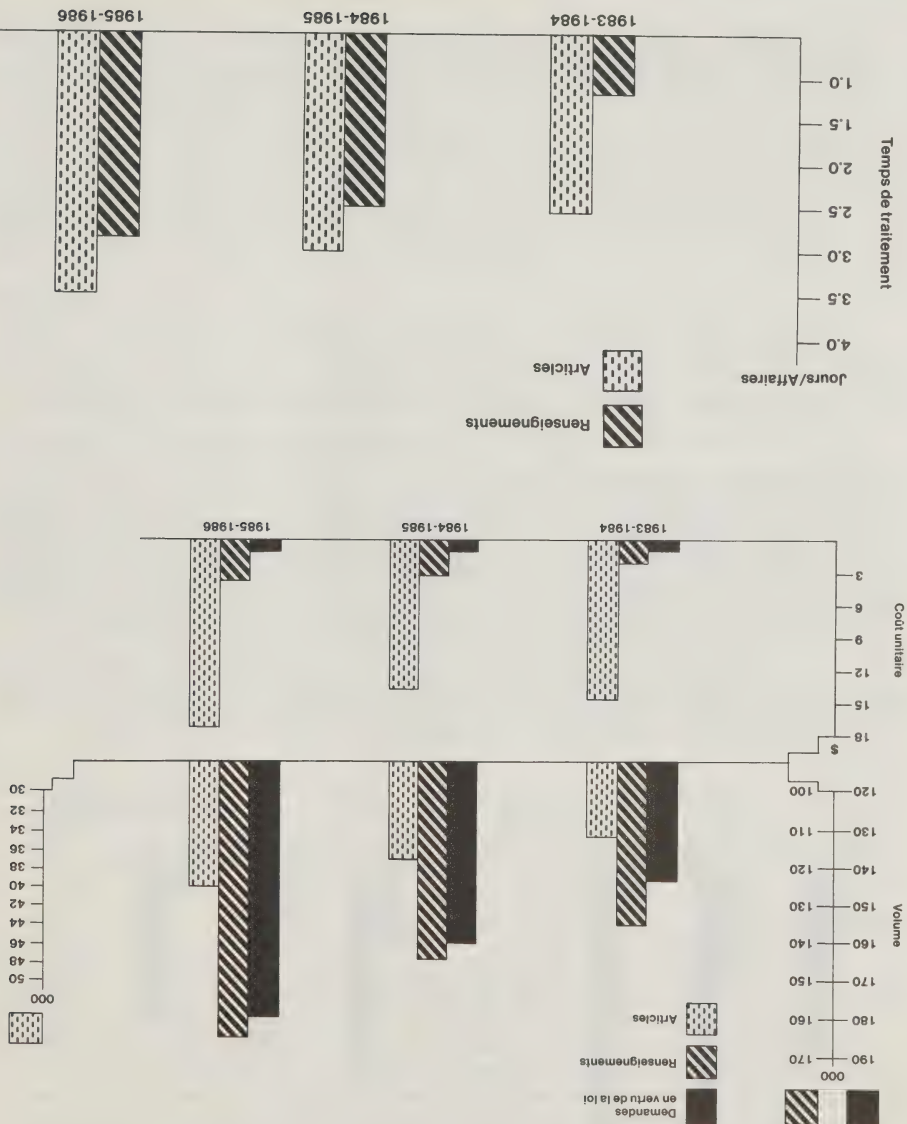 Demandes
en vertu de la loi
Renseignements
Articles
000
190 170
180 160
170 150
160 140
150 130
140 120
130 110
120 100
Volume
000
50
48
46
44
42
40
38
36
34
32
30
$
18
15
12
9
6
3
Coût unitaire
1983-1984 1984-1985 1985-1986
Renseignements
Articles
Jours/Affaires
4.0
3.5
3.0
2.5
2.0
1.5
1.0
Temps de traitement
1983-1984 1984-1985 1985-1986